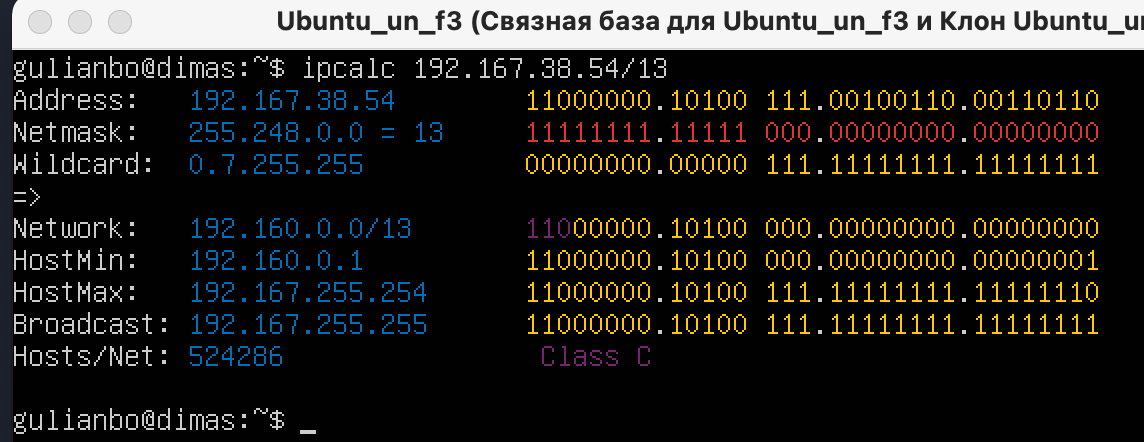 Ubuntu_un_f3 (Связная база для Ubuntu_un_f3 и Клон Ubuntu_u
gulianbo@dimas:~$ ipcalc 192.167.38.54/13
Address: 192.167.38.54 11000000.10100 111.00100110.00110110
Netmask: 255.248.0.0 = 13 11111111.11111 000.00000000.00000000
Wildcard: 0.7.255.255 00000000.00000 111.11111111.11111111
=>
Network: 192.160.0.0/13 11000000.10100 000.00000000.00000000
HostMin: 192.160.0.1 11000000.10100 000.00000000.00000001
HostMax: 192.167.255.254 11000000.10100 111.11111111.11111110
Broadcast: 192.167.255.255 11000000.10100 111.11111111.11111111
Hosts/Net: 524286 Class C
gulianbo@dimas:~$ _